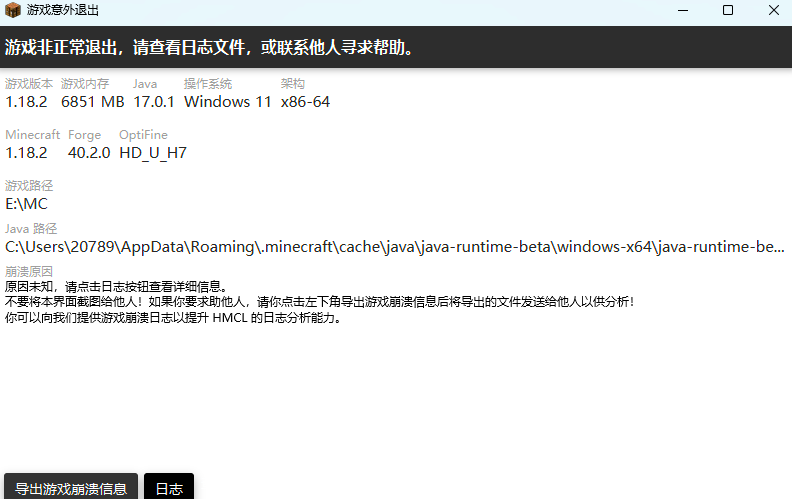 游戏意外退出
游戏非正常退出，请查看日志文件，或联系他人寻求帮助。
游戏版本 游戏内存 Java 操作系统 架构
1.18.2 6851 MB 17.0.1 Windows 11 x86-64
Minecraft Forge OptiFine
1.18.2 40.2.0 HD_U_H7
游戏路径
E:\MC
Java 路径
C:\Users\20789\AppData\Roaming\.minecraft\cache\java\java-runtime-beta\windows-x64\java-runtime-be...
崩溃原因
原因未知，请点击日志按钮查看详细信息。
不要将本界面截图给他人！如果你要求助他人，请你点击左下角导出游戏崩溃信息后将导出的文件发送给他人以供分析！
你可以向我们提供游戏崩溃日志以提升 HMCL 的日志分析能力。
导出游戏崩溃信息 日志